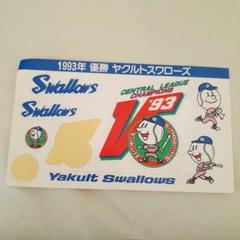 1993年 優勝 ヤクルトスワローズ
Swallows
CENTRAL LEAGUE
CHAMPIONS
V'93
Swallows
Yakult Swallows